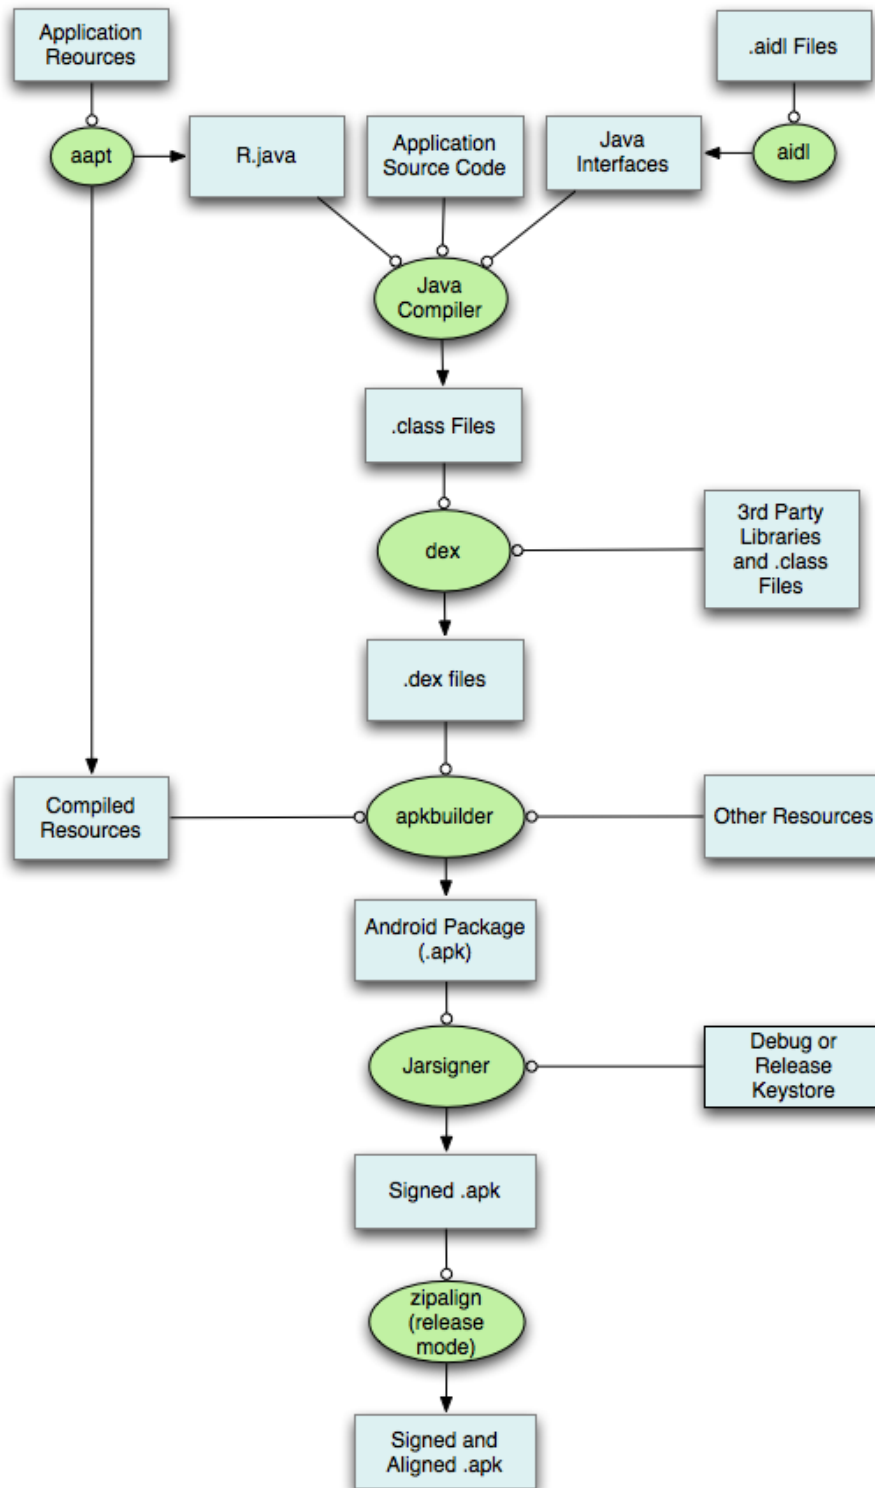 Application
Reources
.aidl Files
aapt
R.java
Application
Source Code
Java
Interfaces
aidl
Java
Compiler
.class Files
dex
3rd Party
Libraries
and .class
Files
.dex files
Compiled
Resources
apkbuilder
Other Resources
Android Package
(.apk)
Jarsigner
Debug or
Release
Keystore
Signed .apk
zipalign
(release
mode)
Signed and
Aligned .apk